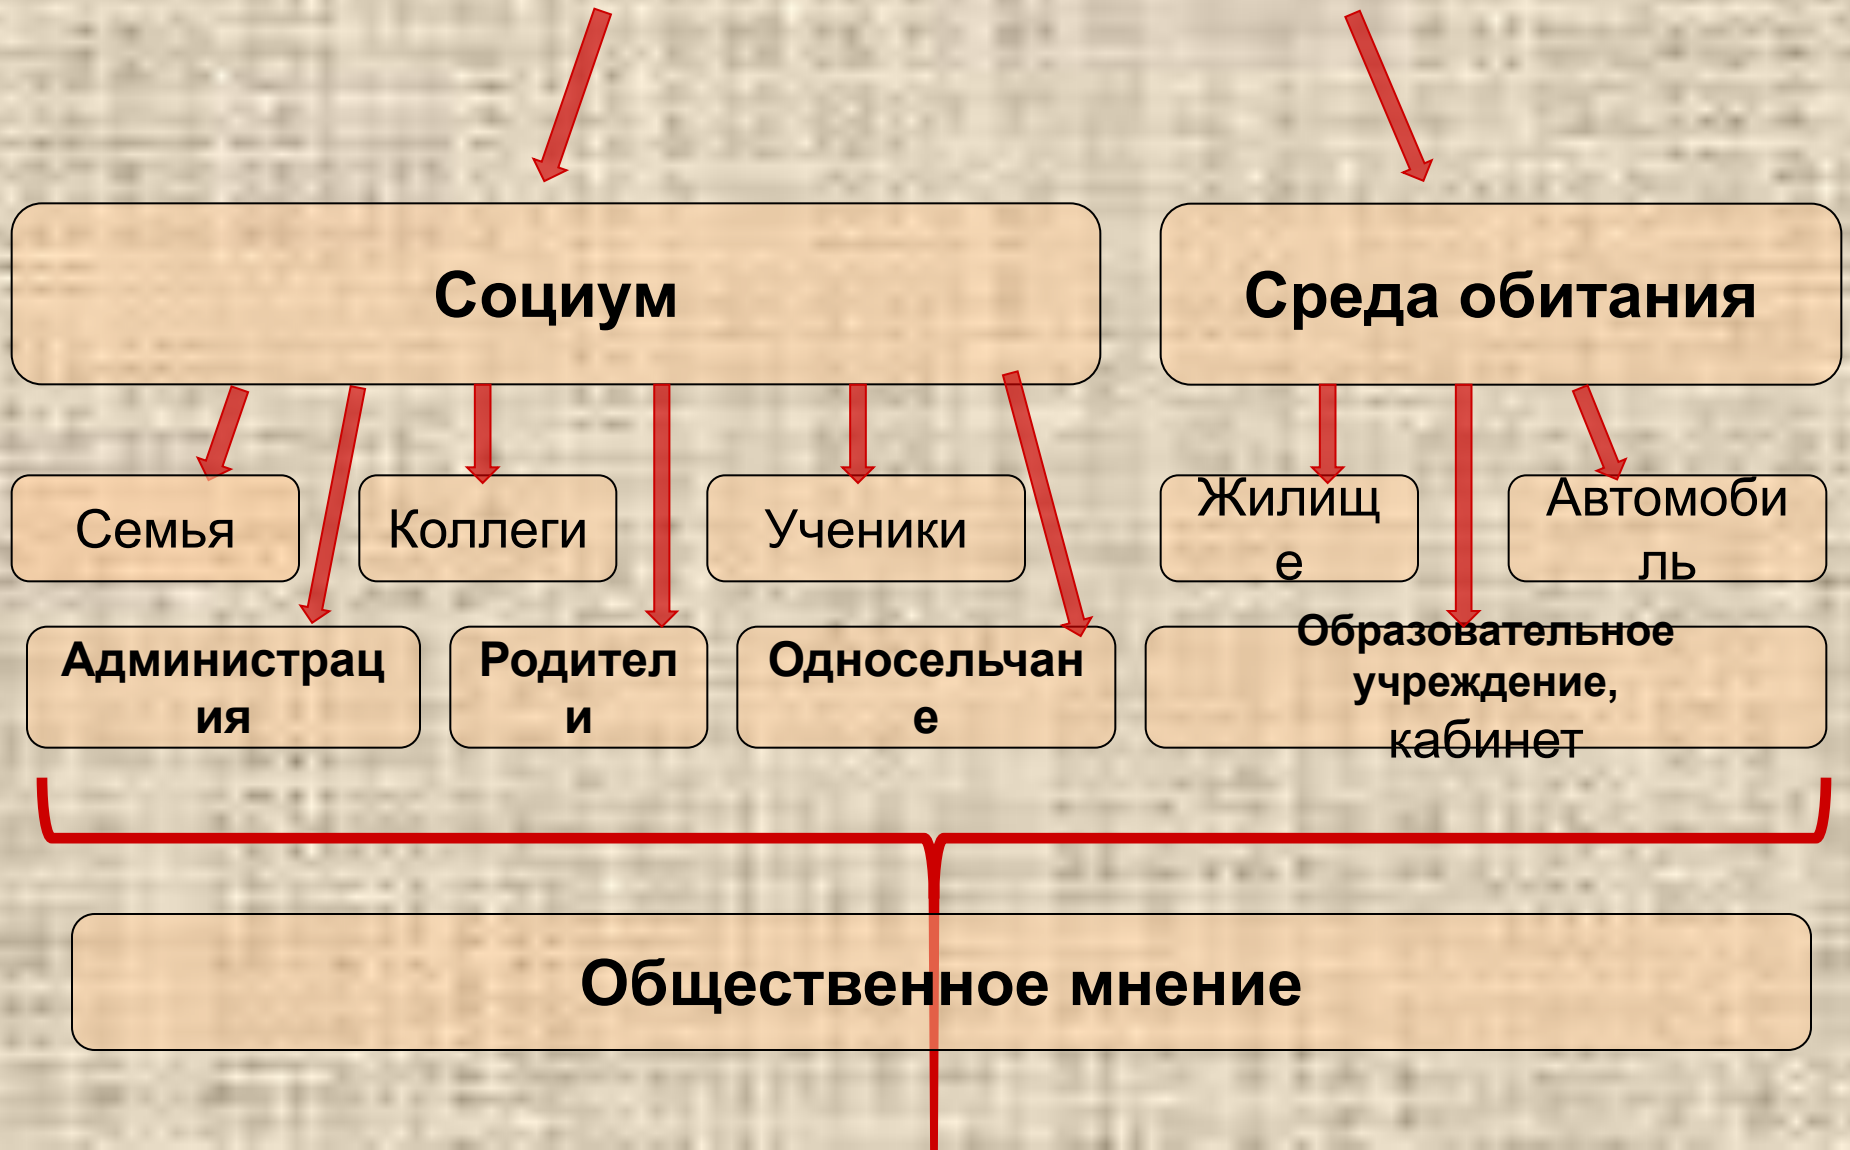 Социум
Среда обитания
Семья
Коллеги
Ученики
Жилищ
е
Автомоби
ль
Администрац
ия
Родител
и
Односельчан
е
Образовательное
учреждение,
кабинет
Общественное мнение